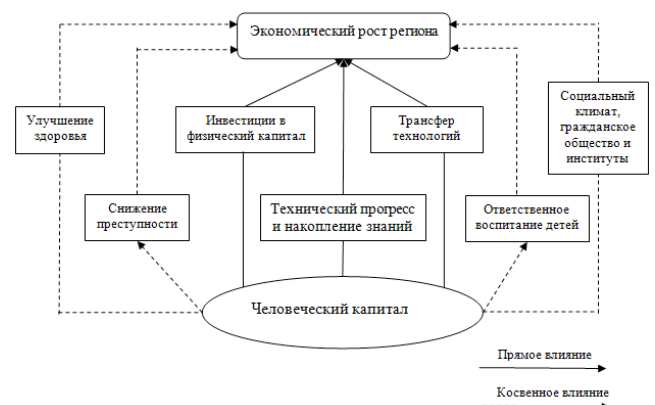 Экономический рост региона
Улучшение
здоровья
Инвестиции в
физический капитал
Трансфер
технологий
Социальный
климат,
гражданское
общество и
институты
Снижение
преступности
Технический прогресс
и накопление знаний
Ответственное
воспитание детей
Человеческий капитал
Прямое влияние
Косвенное влияние